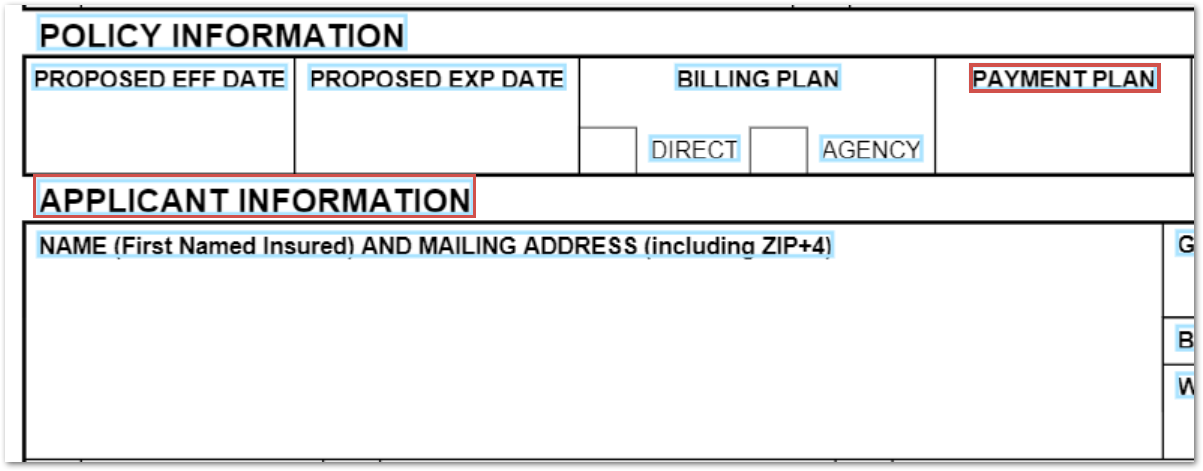 POLICY INFORMATION
PROPOSED EFF DATE PROPOSED EXP DATE BILLING PLAN PAYMENT PLAN
DIRECT AGENCY
APPLICANT INFORMATION
NAME (First Named Insured) AND MAILING ADDRESS (including ZIP+4)